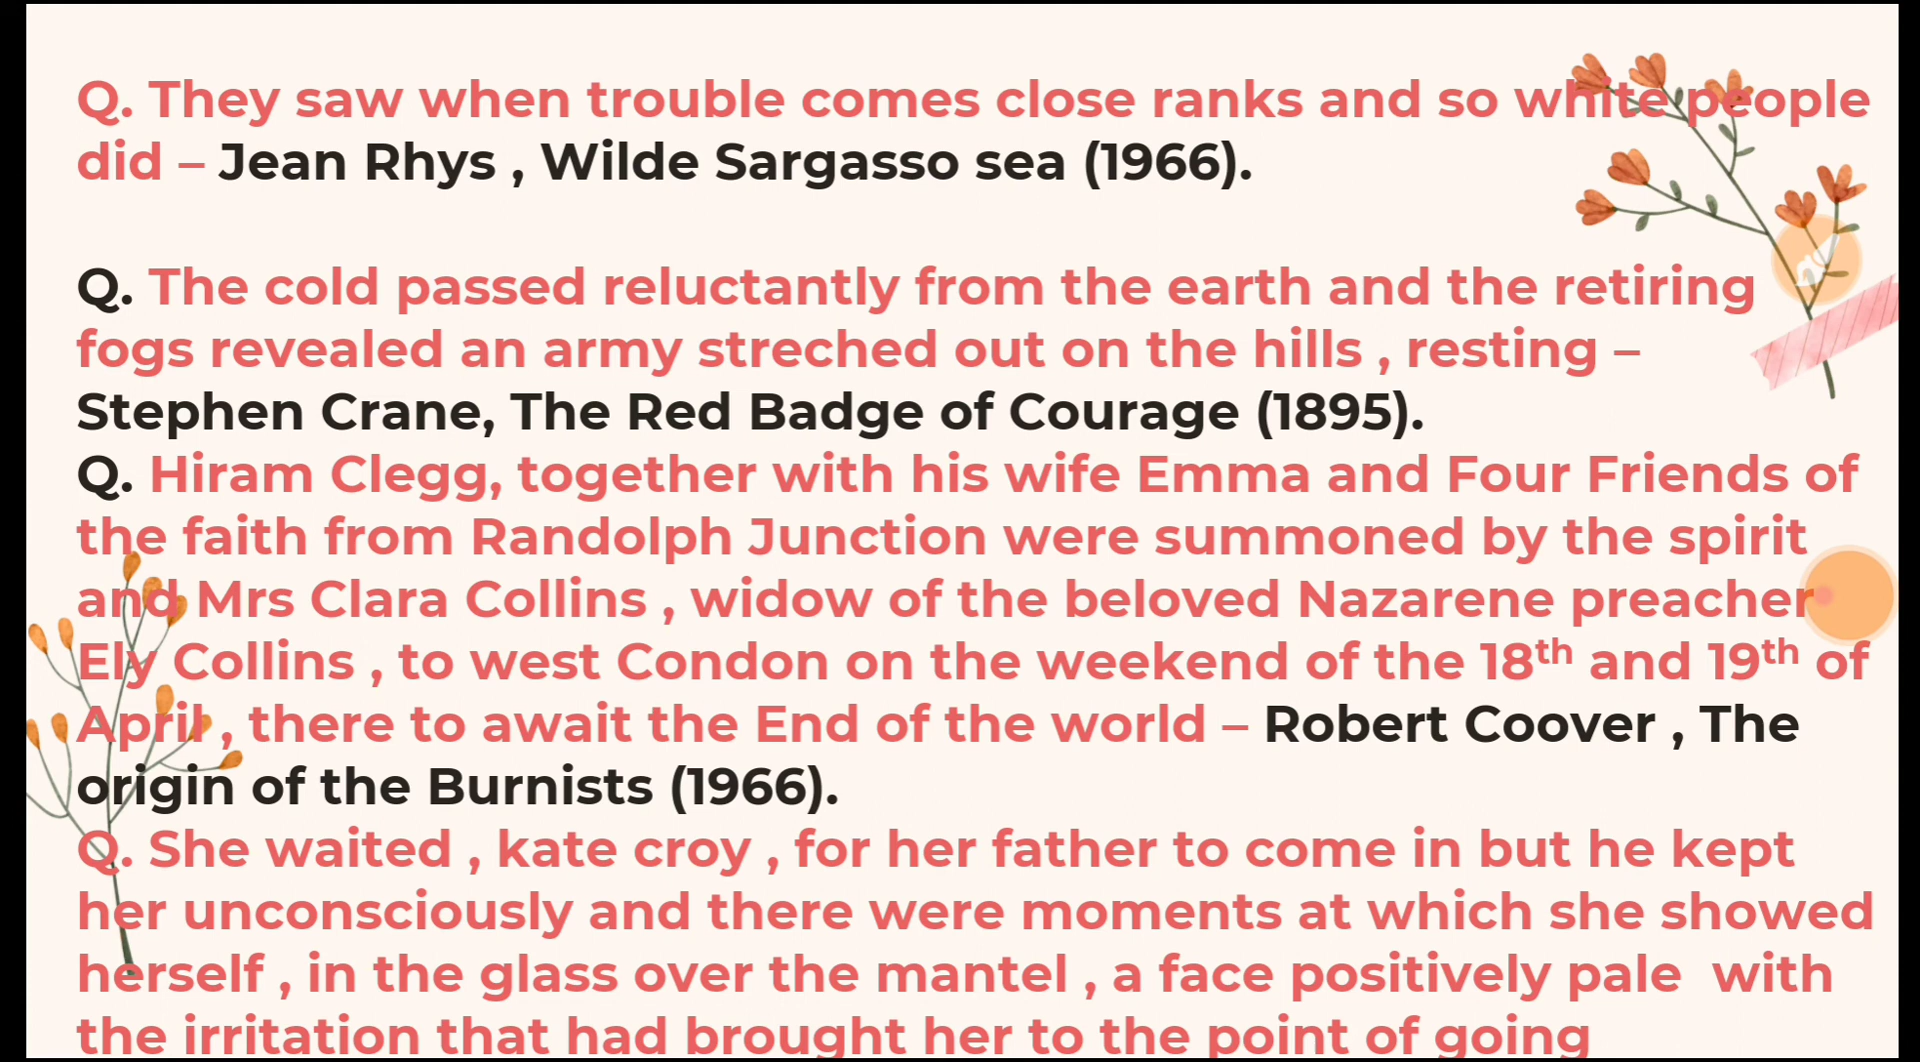 Q. They saw when trouble comes close ranks and so white people
did – Jean Rhys , Wilde Sargasso sea (1966).
Q. The cold passed reluctantly from the earth and the retiring
fogs revealed an army streched out on the hills , resting –
Stephen Crane, The Red Badge of Courage (1895).
Q. Hiram Clegg, together with his wife Emma and Four Friends of
the faith from Randolph Junction were summoned by the spirit
and Mrs Clara Collins , widow of the beloved Nazarene preacher
Ely Collins , to west Condon on the weekend of the 18th and 19th of
April , there to await the End of the world – Robert Coover , The
origin of the Burnists (1966).
Q. She waited , kate croy , for her father to come in but he kept
her unconsciously and there were moments at which she showed
herself , in the glass over the mantel , a face positively pale with
the irritation that had brought her to the point of going